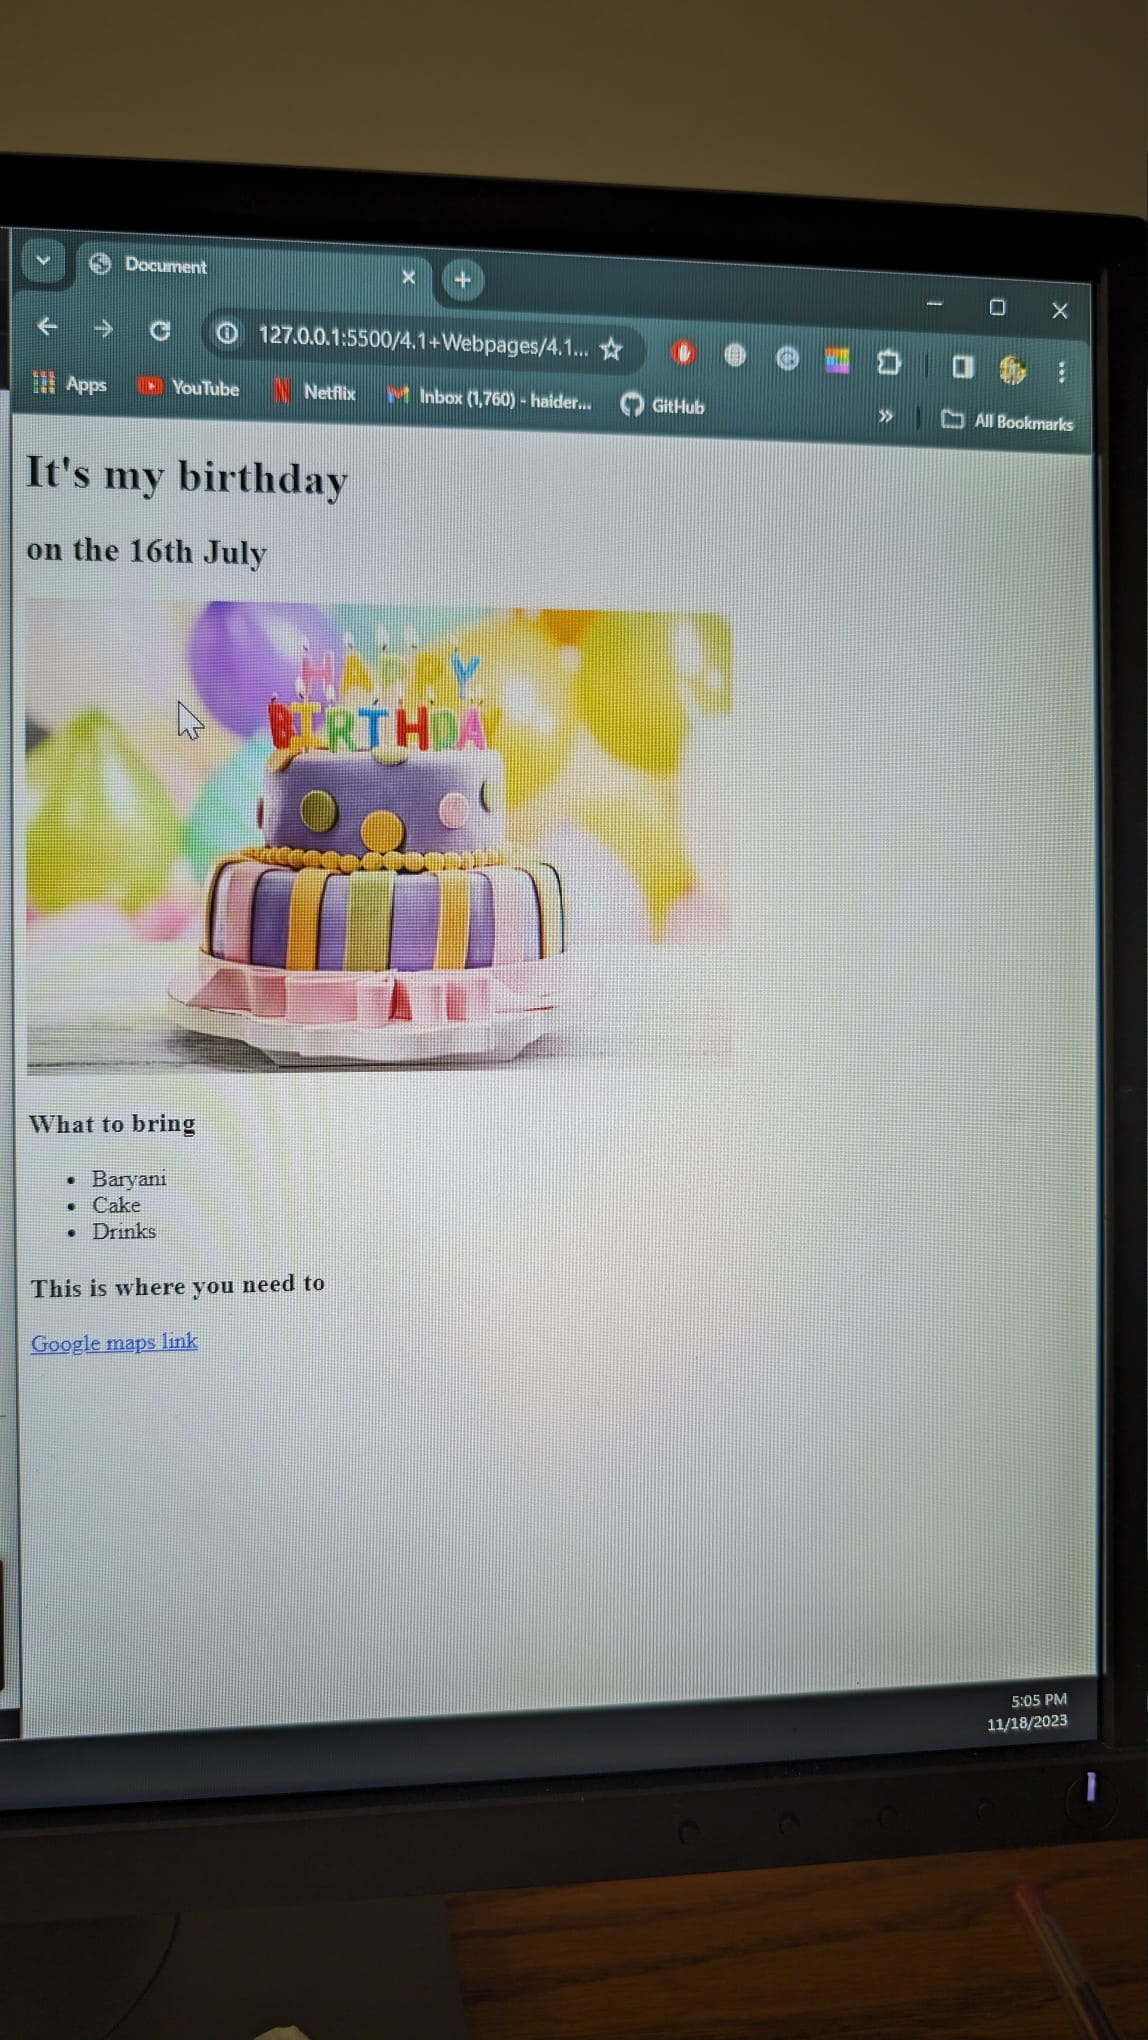 Document
127.0.0.1:5500/4.1+Webpages/4.1...
Apps YouTube Netflix Inbox (1,760) - haider... GitHub » All Bookmarks
It's my birthday
on the 16th July
HAPPY
BIRTHDAY
What to bring
• Baryani
• Cake
• Drinks
This is where you need to
Google maps link
5:05 PM
11/18/2023